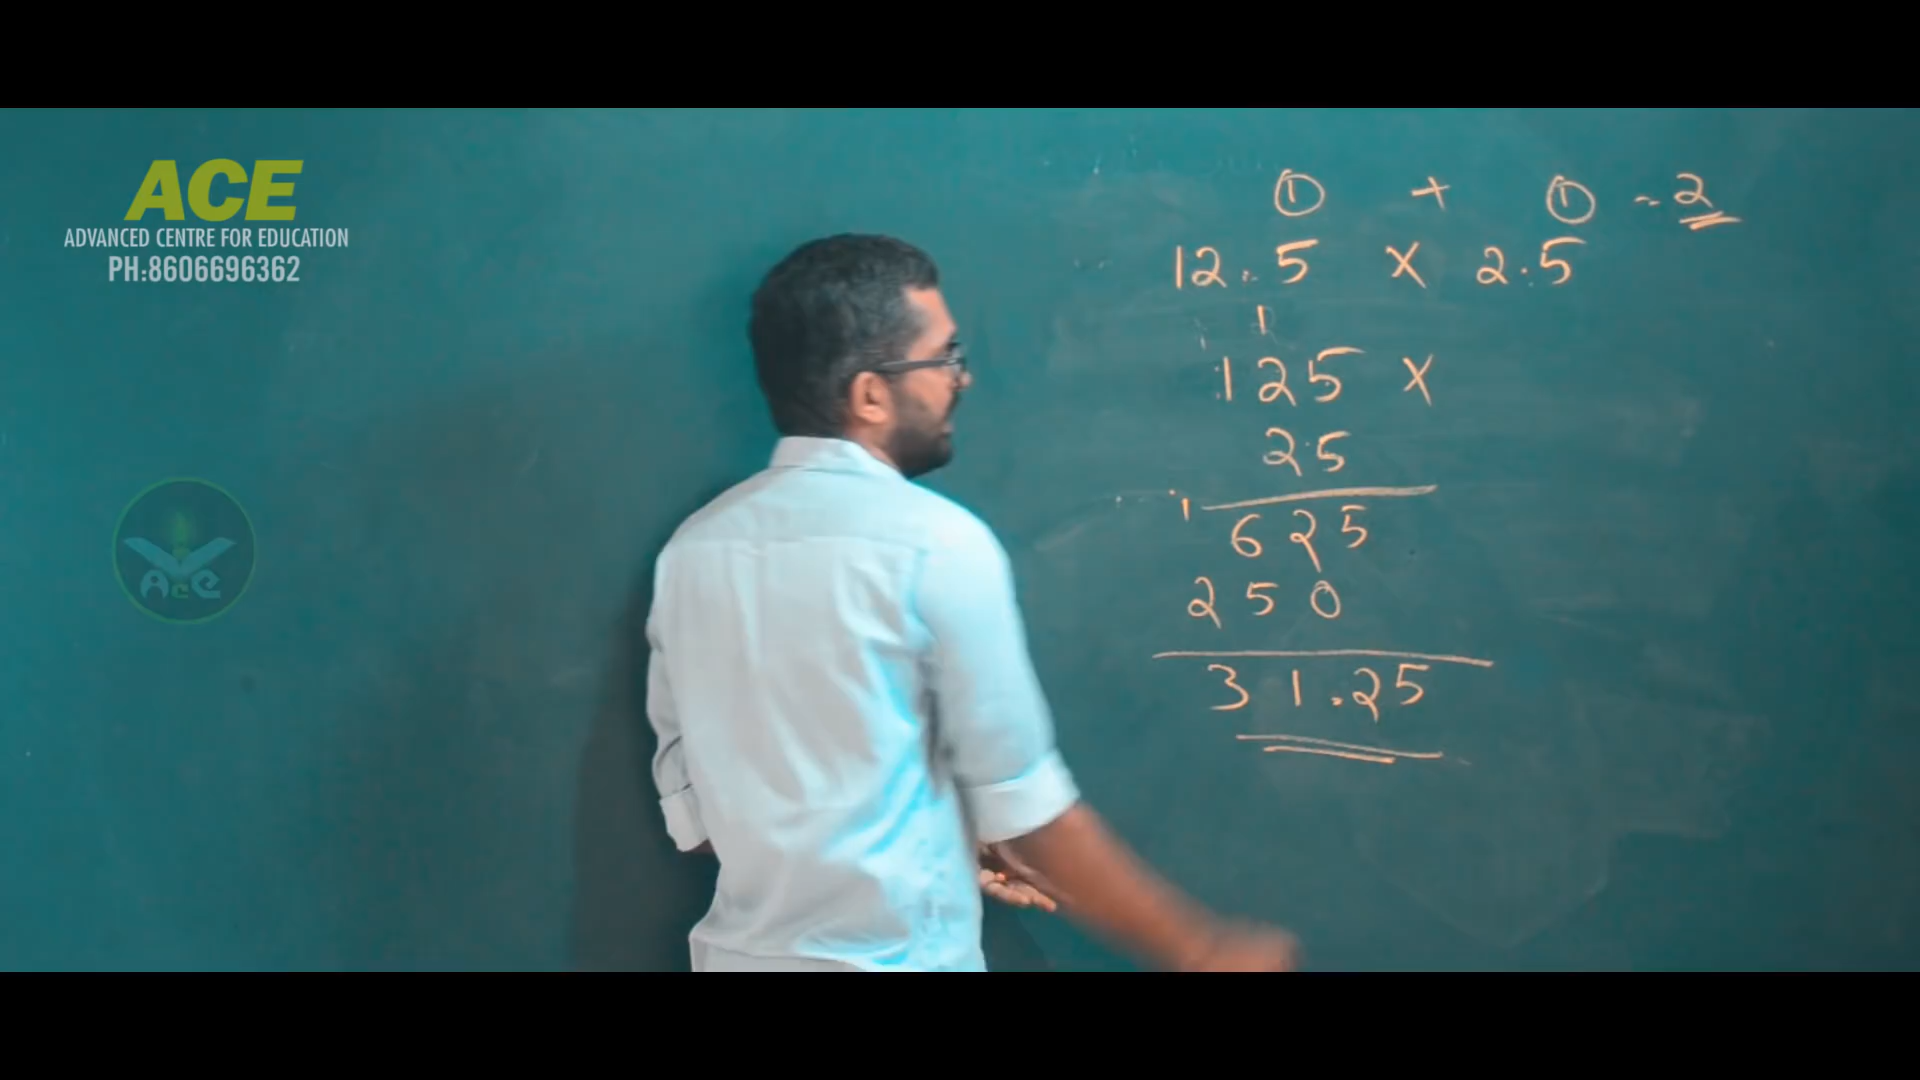 ACE
ADVANCED CENTRE FOR EDUCATION
PH:8606696362
AcE
① + ① = 2
12.5 × 2.5
1
125 ×
25
1
625
250
31.25